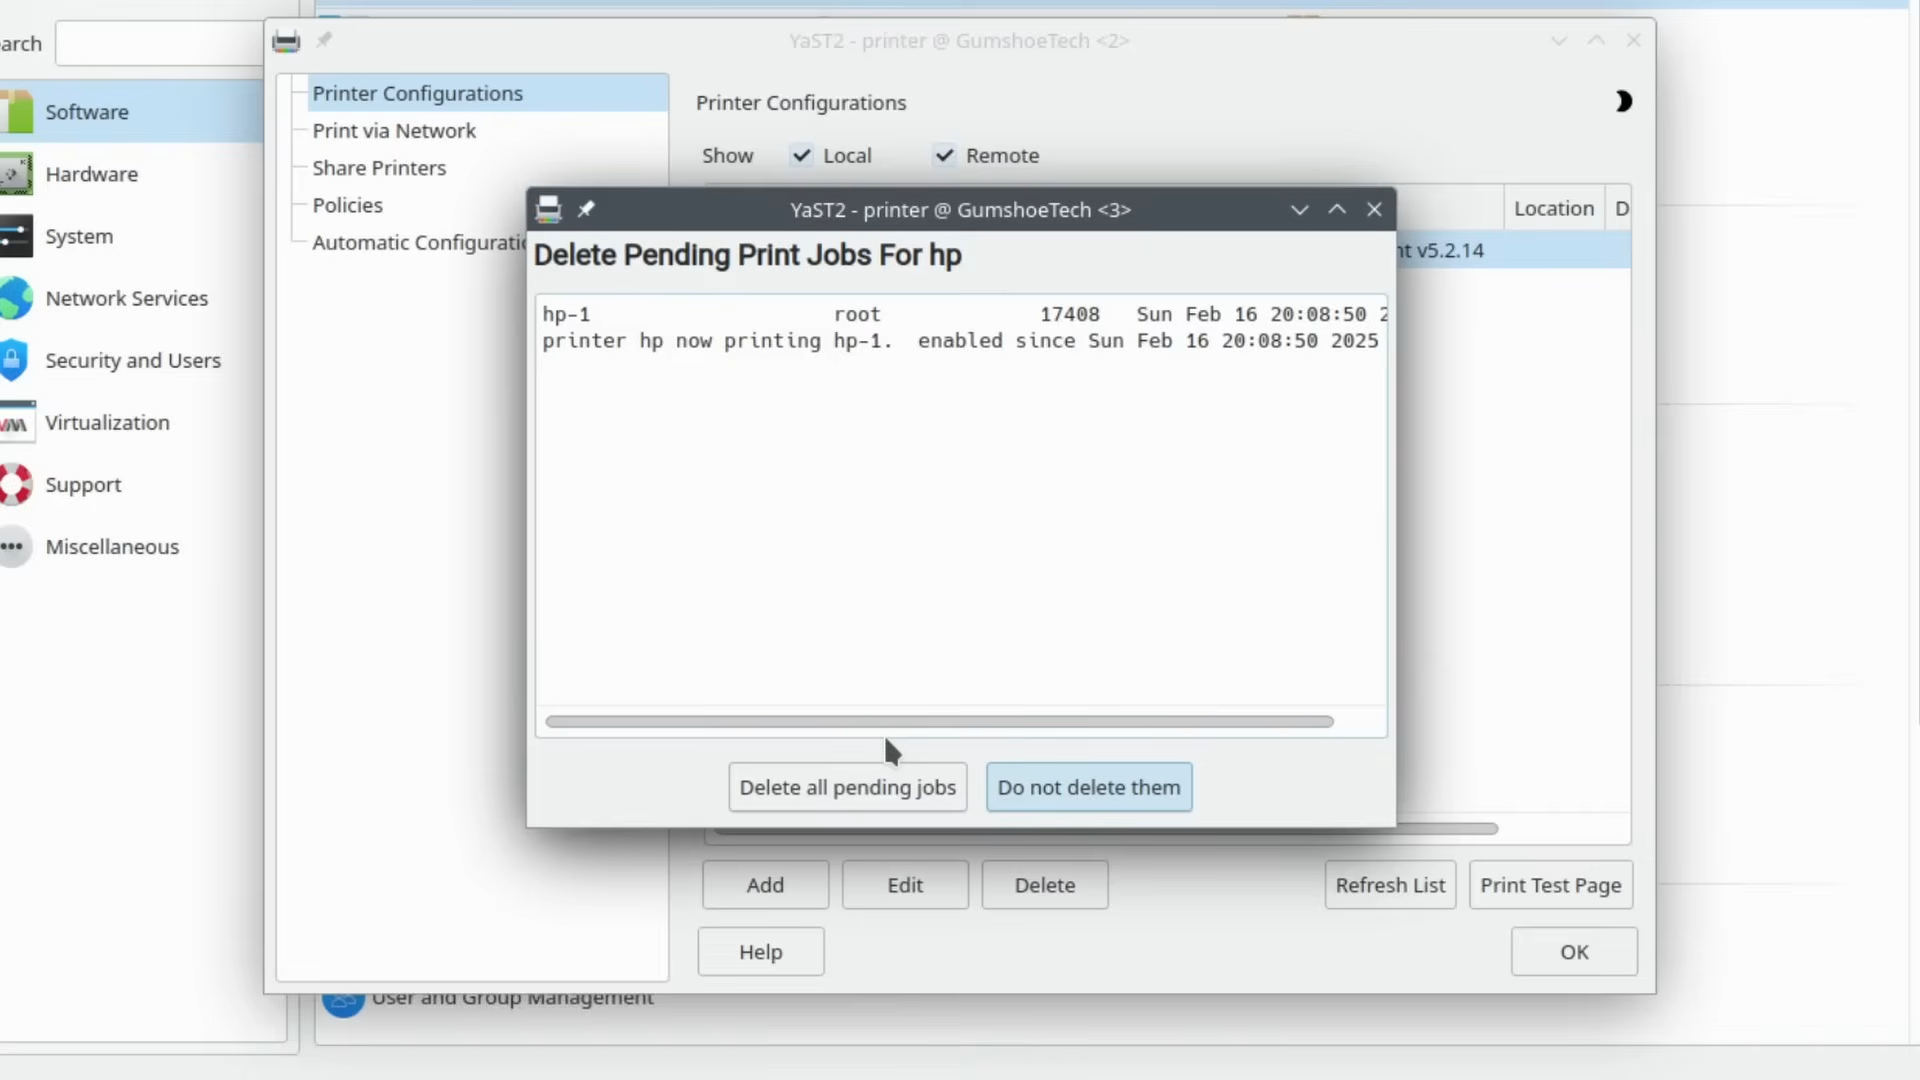 YaST2 - printer @ GumshoeTech <2>
Software
Hardware
System
Network Services
Security and Users
Virtualization
Support
Miscellaneous
Printer Configurations
Print via Network
Share Printers
Policies
Printer Configurations
Show Local Remote
Location
v5.2.14
YaST2 - printer @ GumshoeTech <3>
Delete Pending Print Jobs For hp
hp-1 root 17408 Sun Feb 16 20:08:50
printer hp now printing hp-1. enabled since Sun Feb 16 20:08:50 2025
Delete all pending jobs Do not delete them
Add Edit Delete Refresh List Print Test Page
Help OK
User and Group Management